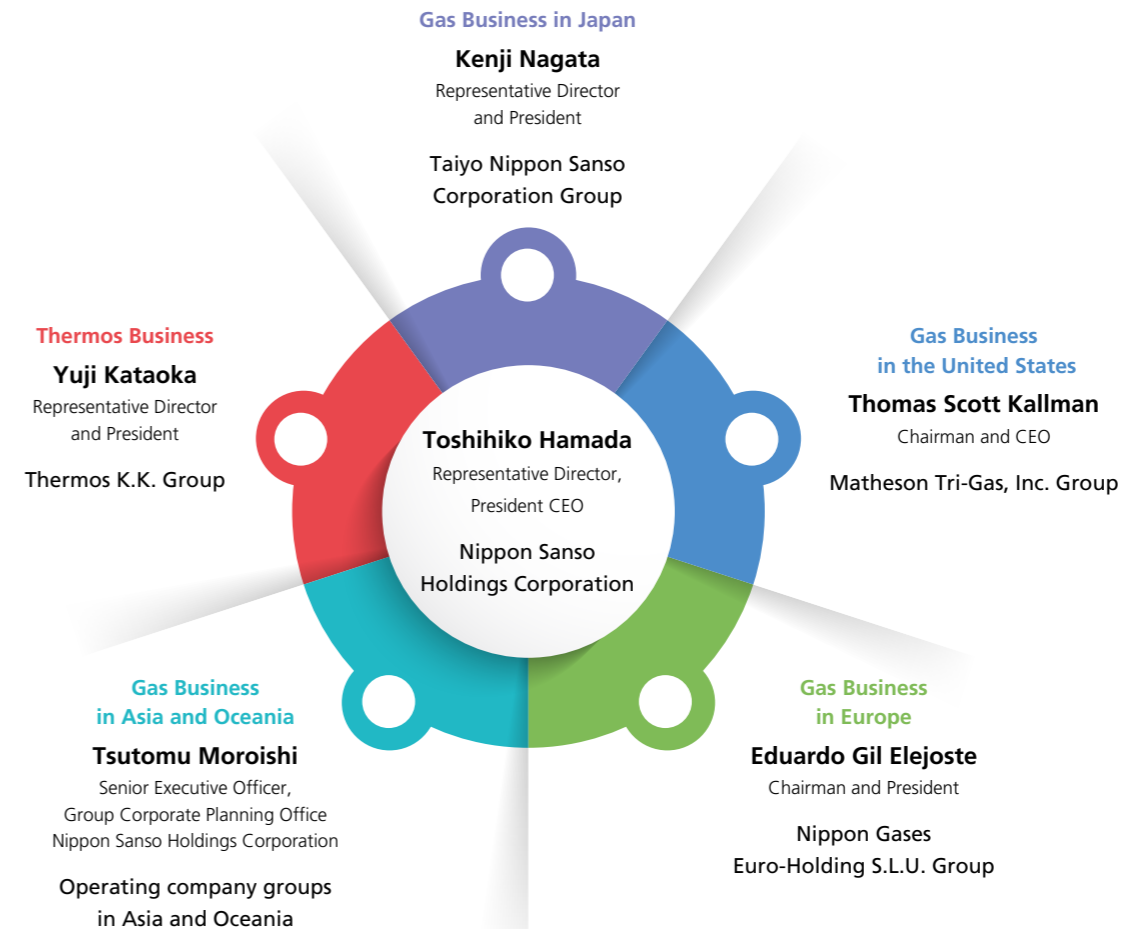 Gas Business in Japan
Kenji Nagata
Representative Director
and President
Taiyo Nippon Sanso
Corporation Group
Thermos Business
Yuji Kataoka
Representative Director
and President
Thermos K.K. Group
Gas Business
in the United States
Thomas Scott Kallman
Chairman and CEO
Matheson Tri-Gas, Inc. Group
Toshihiko Hamada
Representative Director,
President CEO
Nippon Sanso
Holdings Corporation
Gas Business
in Asia and Oceania
Tsutomu Moroishi
Senior Executive Officer,
Group Corporate Planning Office
Nippon Sanso Holdings Corporation
Operating company groups
in Asia and Oceania
Gas Business
in Europe
Eduardo Gil Elejoste
Chairman and President
Nippon Gases
Euro-Holding S.L.U. Group